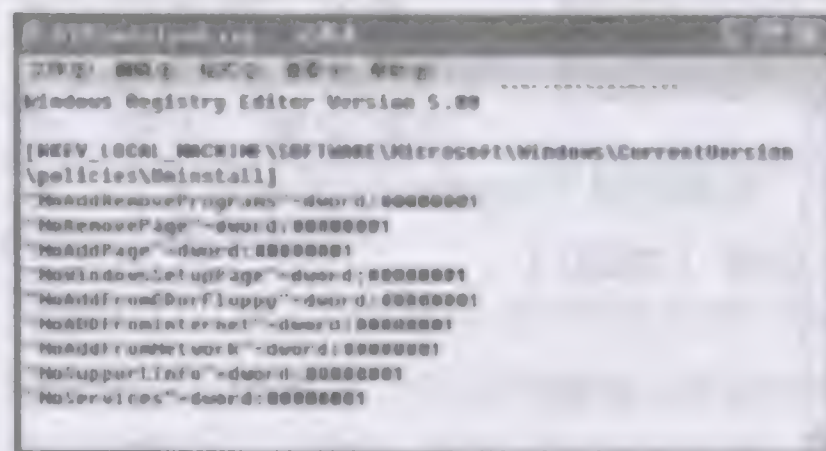 Windows Registry Editor Version 5.00
[HKEY_LOCAL_MACHINE\SOFTWARE\Microsoft\Windows\CurrentVersion
\policies\Uninstall]
"NoAddRemovePrograms"=dword:00000001
"NoRemovePage"=dword:00000001
"NoAddPage"=dword:00000001
"NoWindowsSetupPage"=dword:00000001
"NoAddFromCDorFloppy"=dword:00000001
"NoADDFromInternet"=dword:00000001
"NoAddFromNetwork"=dword:00000001
"NoSupportInfo"=dword:00000001
"NoServices"=dword:00000001